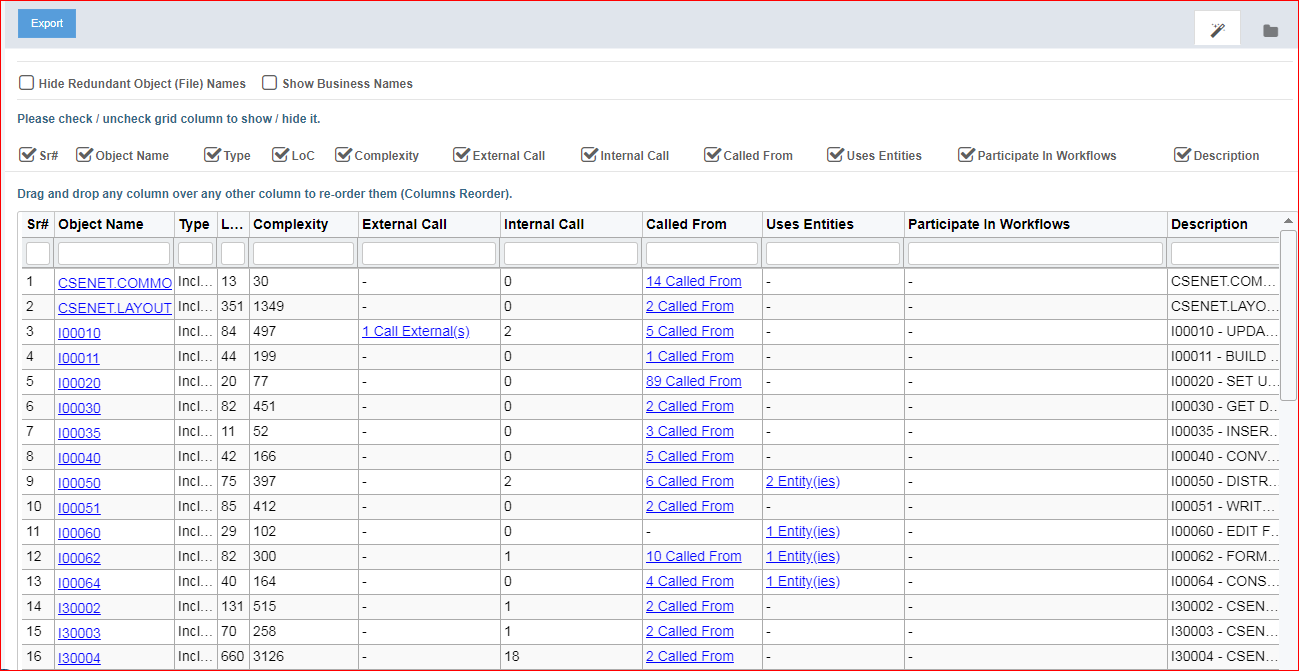 Export
Hide Redundant Object (File) Names Show Business Names
Please check / uncheck grid column to show / hide it.
Sr# Object Name Type LoC Complexity External Call Internal Call Called From Uses Entities Participate In Workflows Description
Drag and drop any column over any other column to re-order them (Columns Reorder).
Sr# Object Name Type L... Complexity External Call Internal Call Called From Uses Entities Participate In Workflows Description
1 CSENET.COMMO Incl... 13 30 - 0 14 Called From - - CSENET.COM...
2 CSENET.LAYOUT Incl... 351 1349 - 0 2 Called From - - CSENET.LAYO...
3 I00010 Incl... 84 497 1 Call External(s) 2 5 Called From - - I00010 - UPDA...
4 I00011 Incl... 44 199 - 0 1 Called From - - I00011 - BUILD ...
5 I00020 Incl... 20 77 - 0 89 Called From - - I00020 - SET U...
6 I00030 Incl... 82 451 - 0 2 Called From - - I00030 - GET D...
7 I00035 Incl... 11 52 - 0 3 Called From - - I00035 - INSER...
8 I00040 Incl... 42 166 - 0 5 Called From - - I00040 - CONV...
9 I00050 Incl... 75 397 - 2 6 Called From 2 Entity(ies) - I00050 - DISTR...
10 I00051 Incl... 85 412 - 0 2 Called From - - I00051 - WRIT...
11 I00060 Incl... 29 102 - 0 - 1 Entity(ies) - I00060 - EDIT F...
12 I00062 Incl... 82 300 - 1 10 Called From 1 Entity(ies) - I00062 - FORM...
13 I00064 Incl... 40 164 - 0 4 Called From 1 Entity(ies) - I00064 - CONS...
14 I30002 Incl... 131 515 - 1 2 Called From - - I30002 - CSEN...
15 I30003 Incl... 70 258 - 1 2 Called From - - I30003 - CSEN...
16 I30004 Incl... 660 3126 - 18 2 Called From - - I30004 - CSEN...